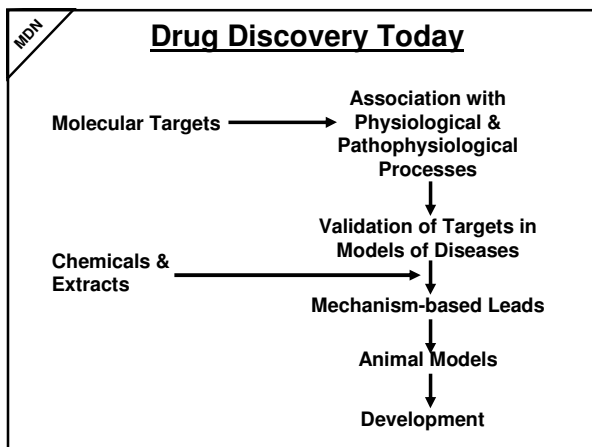 MDN
Drug Discovery Today
Molecular Targets
Association with
Physiological &
Pathophysiological
Processes
Validation of Targets in
Models of Diseases
Chemicals &
Extracts
Mechanism-based Leads
Animal Models
Development